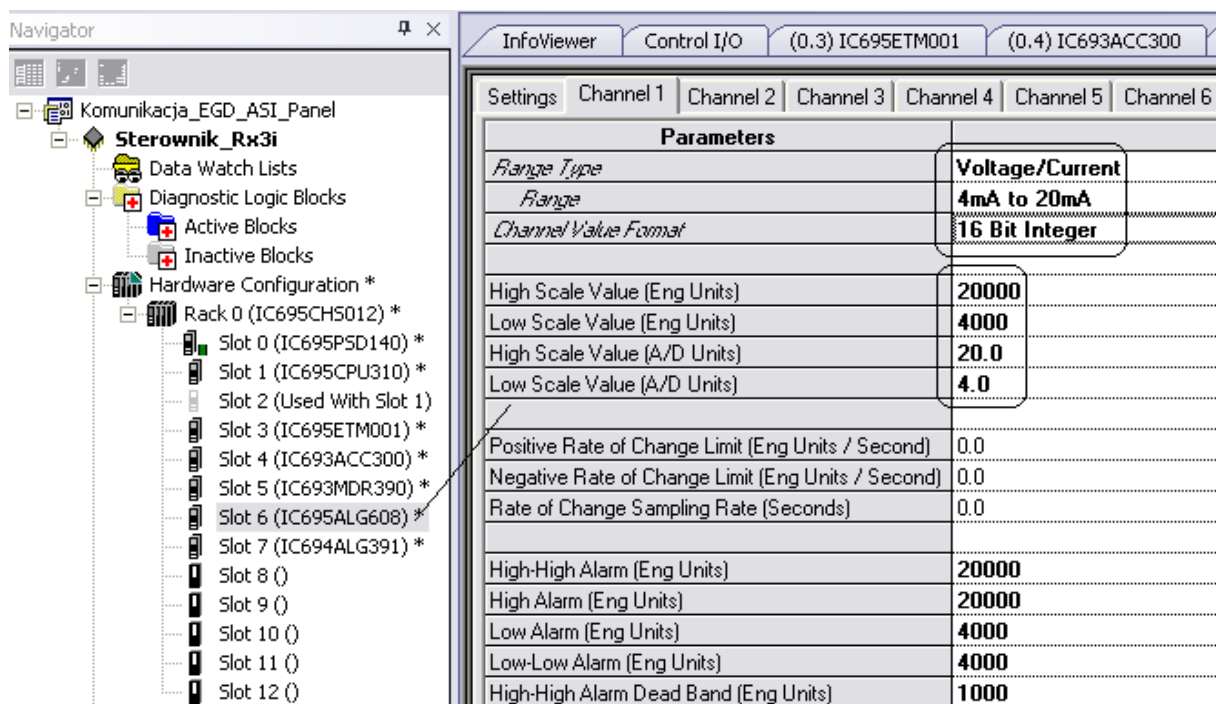 Navigator
Komunikacja_EGD_ASI_Panel
Sterownik_Rx3i
Data Watch Lists
Diagnostic Logic Blocks
Active Blocks
Inactive Blocks
Hardware Configuration *
Rack 0 (IC695CHS012) *
Slot 0 (IC695PSD140) *
Slot 1 (IC695CPU310) *
Slot 2 (Used With Slot 1)
Slot 3 (IC695ETM001) *
Slot 4 (IC693ACC300) *
Slot 5 (IC693MDR390) *
Slot 6 (IC695ALG608) *
Slot 7 (IC694ALG391) *
Slot 8 ()
Slot 9 ()
Slot 10 ()
Slot 11 ()
Slot 12 ()
InfoViewer Control I/O (0.3) IC695ETM001 (0.4) IC693ACC300
Settings Channel 1 Channel 2 Channel 3 Channel 4 Channel 5 Channel 6
Parameters
Range Type Voltage/Current
Range 4mA to 20mA
Channel Value Format 16 Bit Integer
High Scale Value (Eng Units) 20000
Low Scale Value (Eng Units) 4000
High Scale Value (A/D Units) 20.0
Low Scale Value (A/D Units) 4.0
Positive Rate of Change Limit (Eng Units / Second) 0.0
Negative Rate of Change Limit (Eng Units / Second) 0.0
Rate of Change Sampling Rate (Seconds) 0.0
High-High Alarm (Eng Units) 20000
High Alarm (Eng Units) 20000
Low Alarm (Eng Units) 4000
Low-Low Alarm (Eng Units) 4000
High-High Alarm Dead Band (Eng Units) 1000